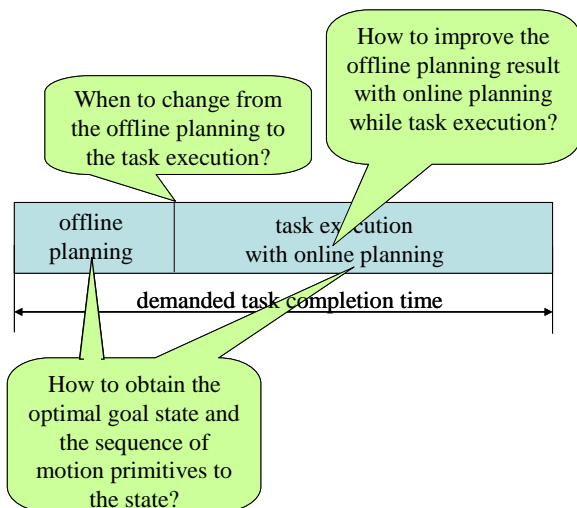 How to improve the
offline planning result
with online planning
while task execution?
When to change from
the offline planning to
the task execution?
offline
planning
task execution
with online planning
demanded task completion time
How to obtain the
optimal goal state and
the sequence of
motion primitives to
the state?